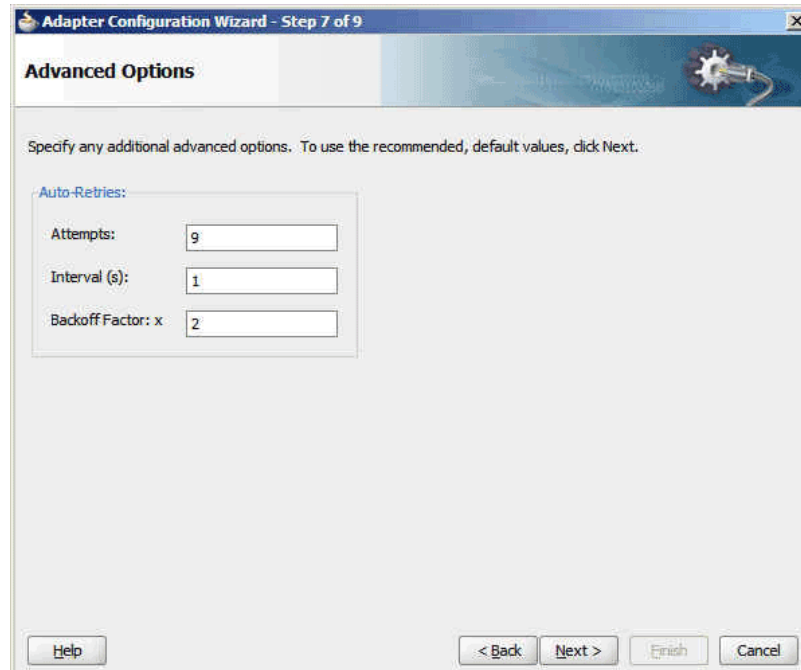 Adapter Configuration Wizard - Step 7 of 9
Advanced Options
Specify any additional advanced options. To use the recommended, default values, click Next.
Auto-Retries:
Attempts: 9
Interval (s): 1
Backoff Factor: x 2
Help < Back Next > Finish Cancel